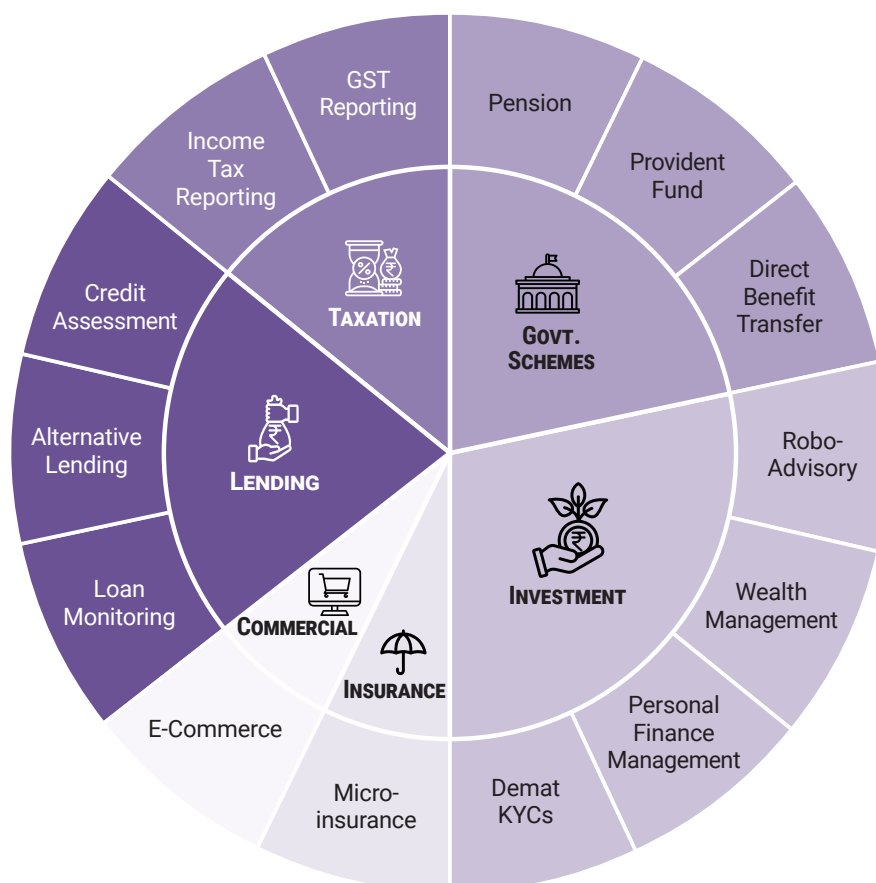 GST
Reporting
Income
Tax
Reporting
TAXATION
Pension
Provident
Fund
Direct
Benefit
Transfer
GOVT.
SCHEMES
Credit
Assessment
Alternative
Lending
Loan
Monitoring
LENDING
Robo-
Advisory
Wealth
Management
Personal
Finance
Management
Demat
KYCs
INVESTMENT
COMMERCIAL
E-Commerce
INSURANCE
Micro-
insurance